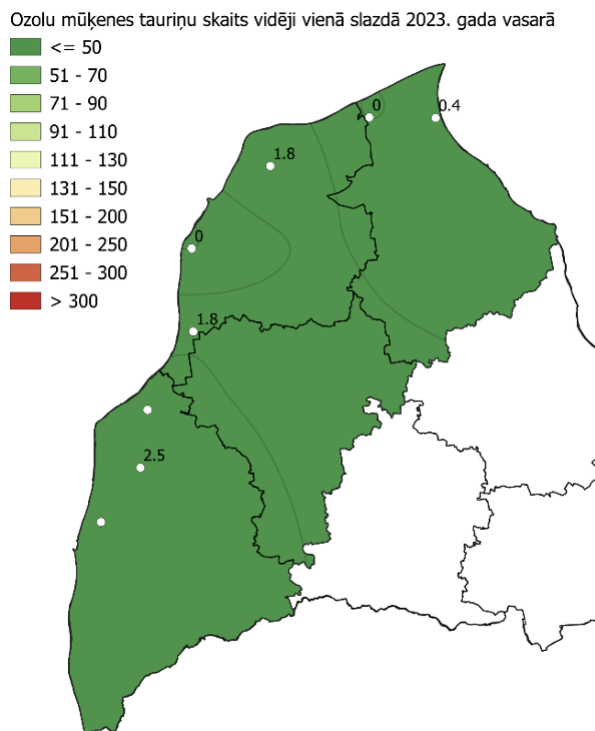 Ozolu mūķenes tauriņu skaits vidēji vienā slazdā 2023. gada vasarā
<= 50
51 - 70
71 - 90
91 - 110
111 - 130
131 - 150
151 - 200
201 - 250
251 - 300
> 300
0
0.4
1.8
0
1.8
2.5